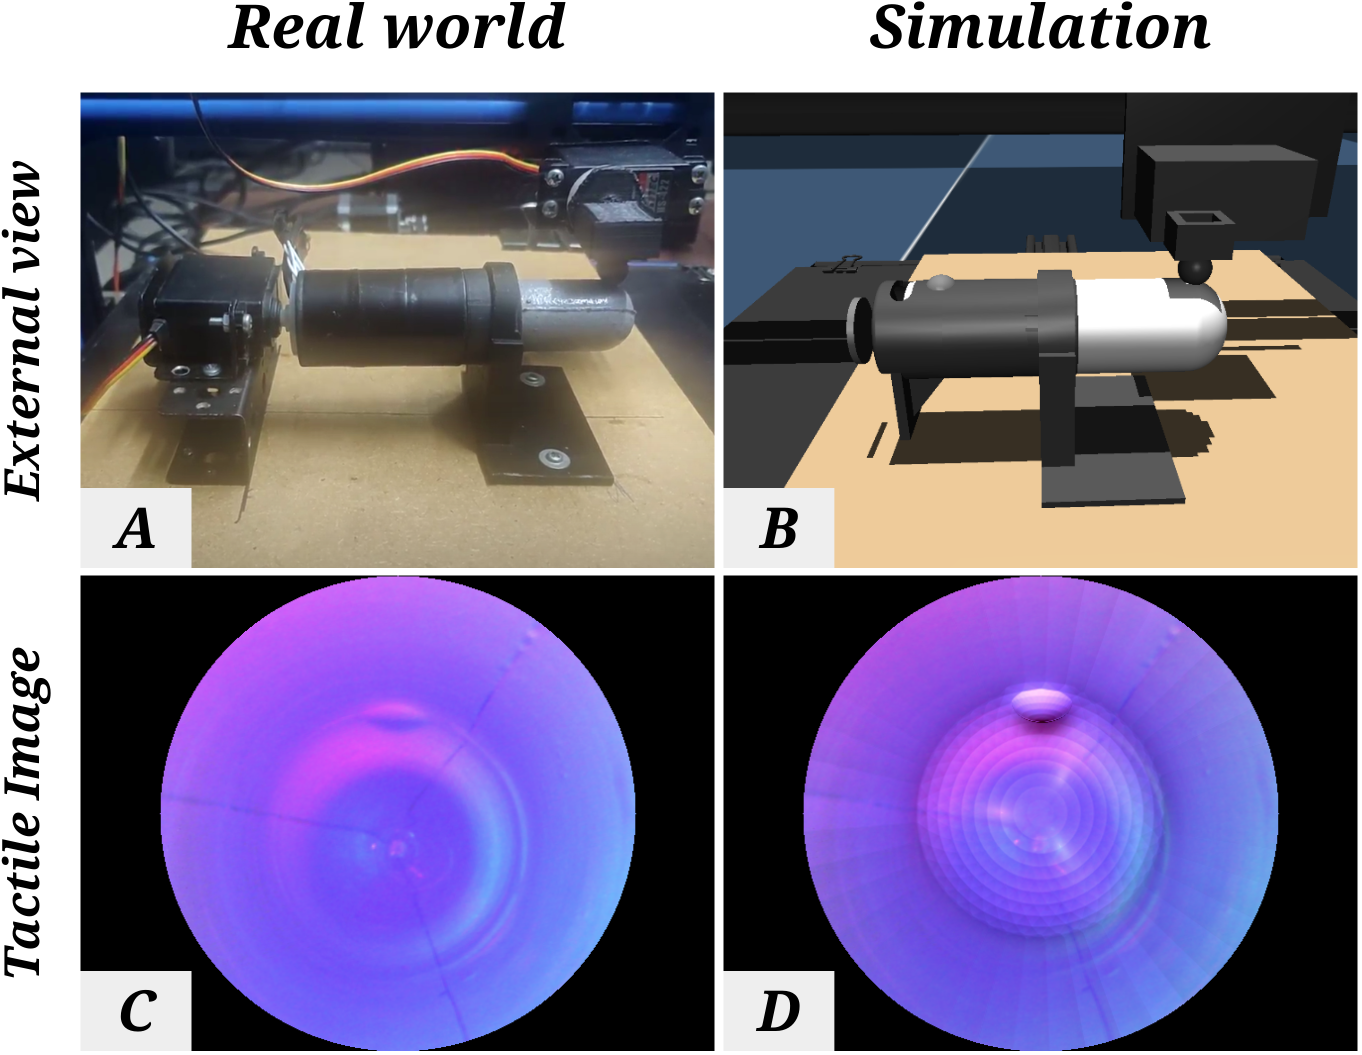 Real world
Simulation
External view
A
B
Tactile Image
C
D